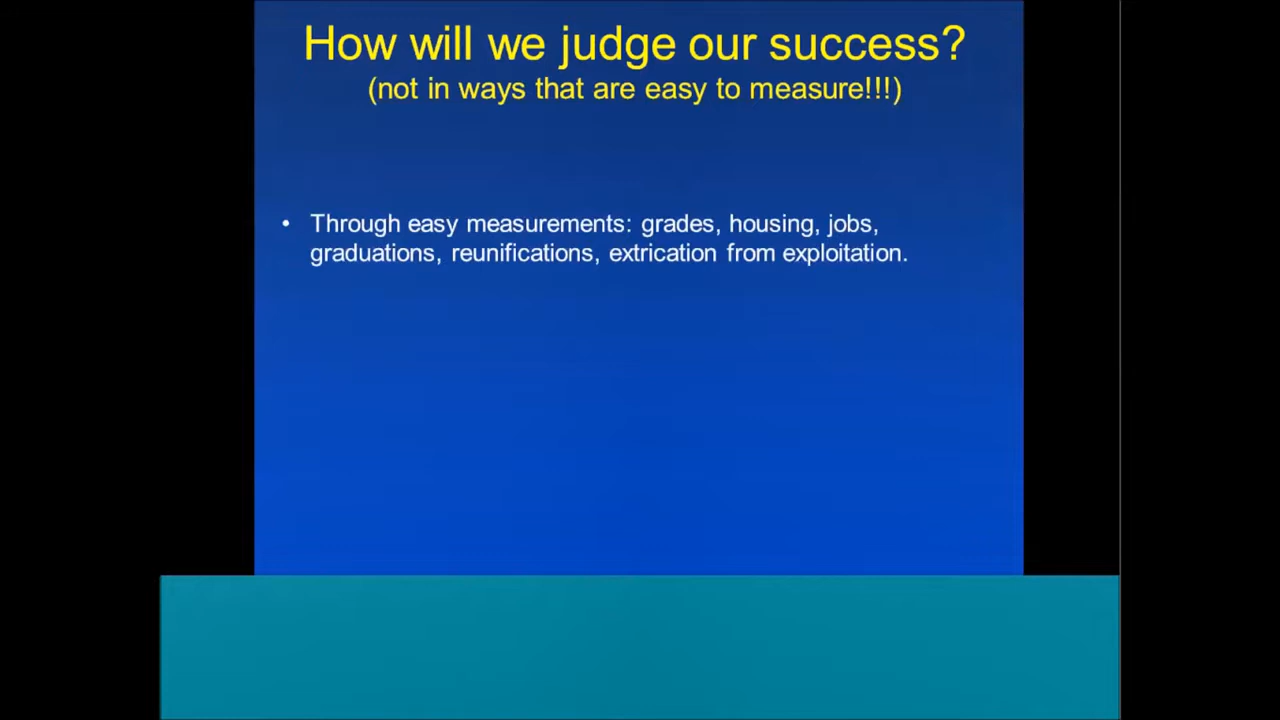 How will we judge our success?
(not in ways that are easy to measure!!!)
• Through easy measurements: grades, housing, jobs,
graduations, reunifications, extrication from exploitation.